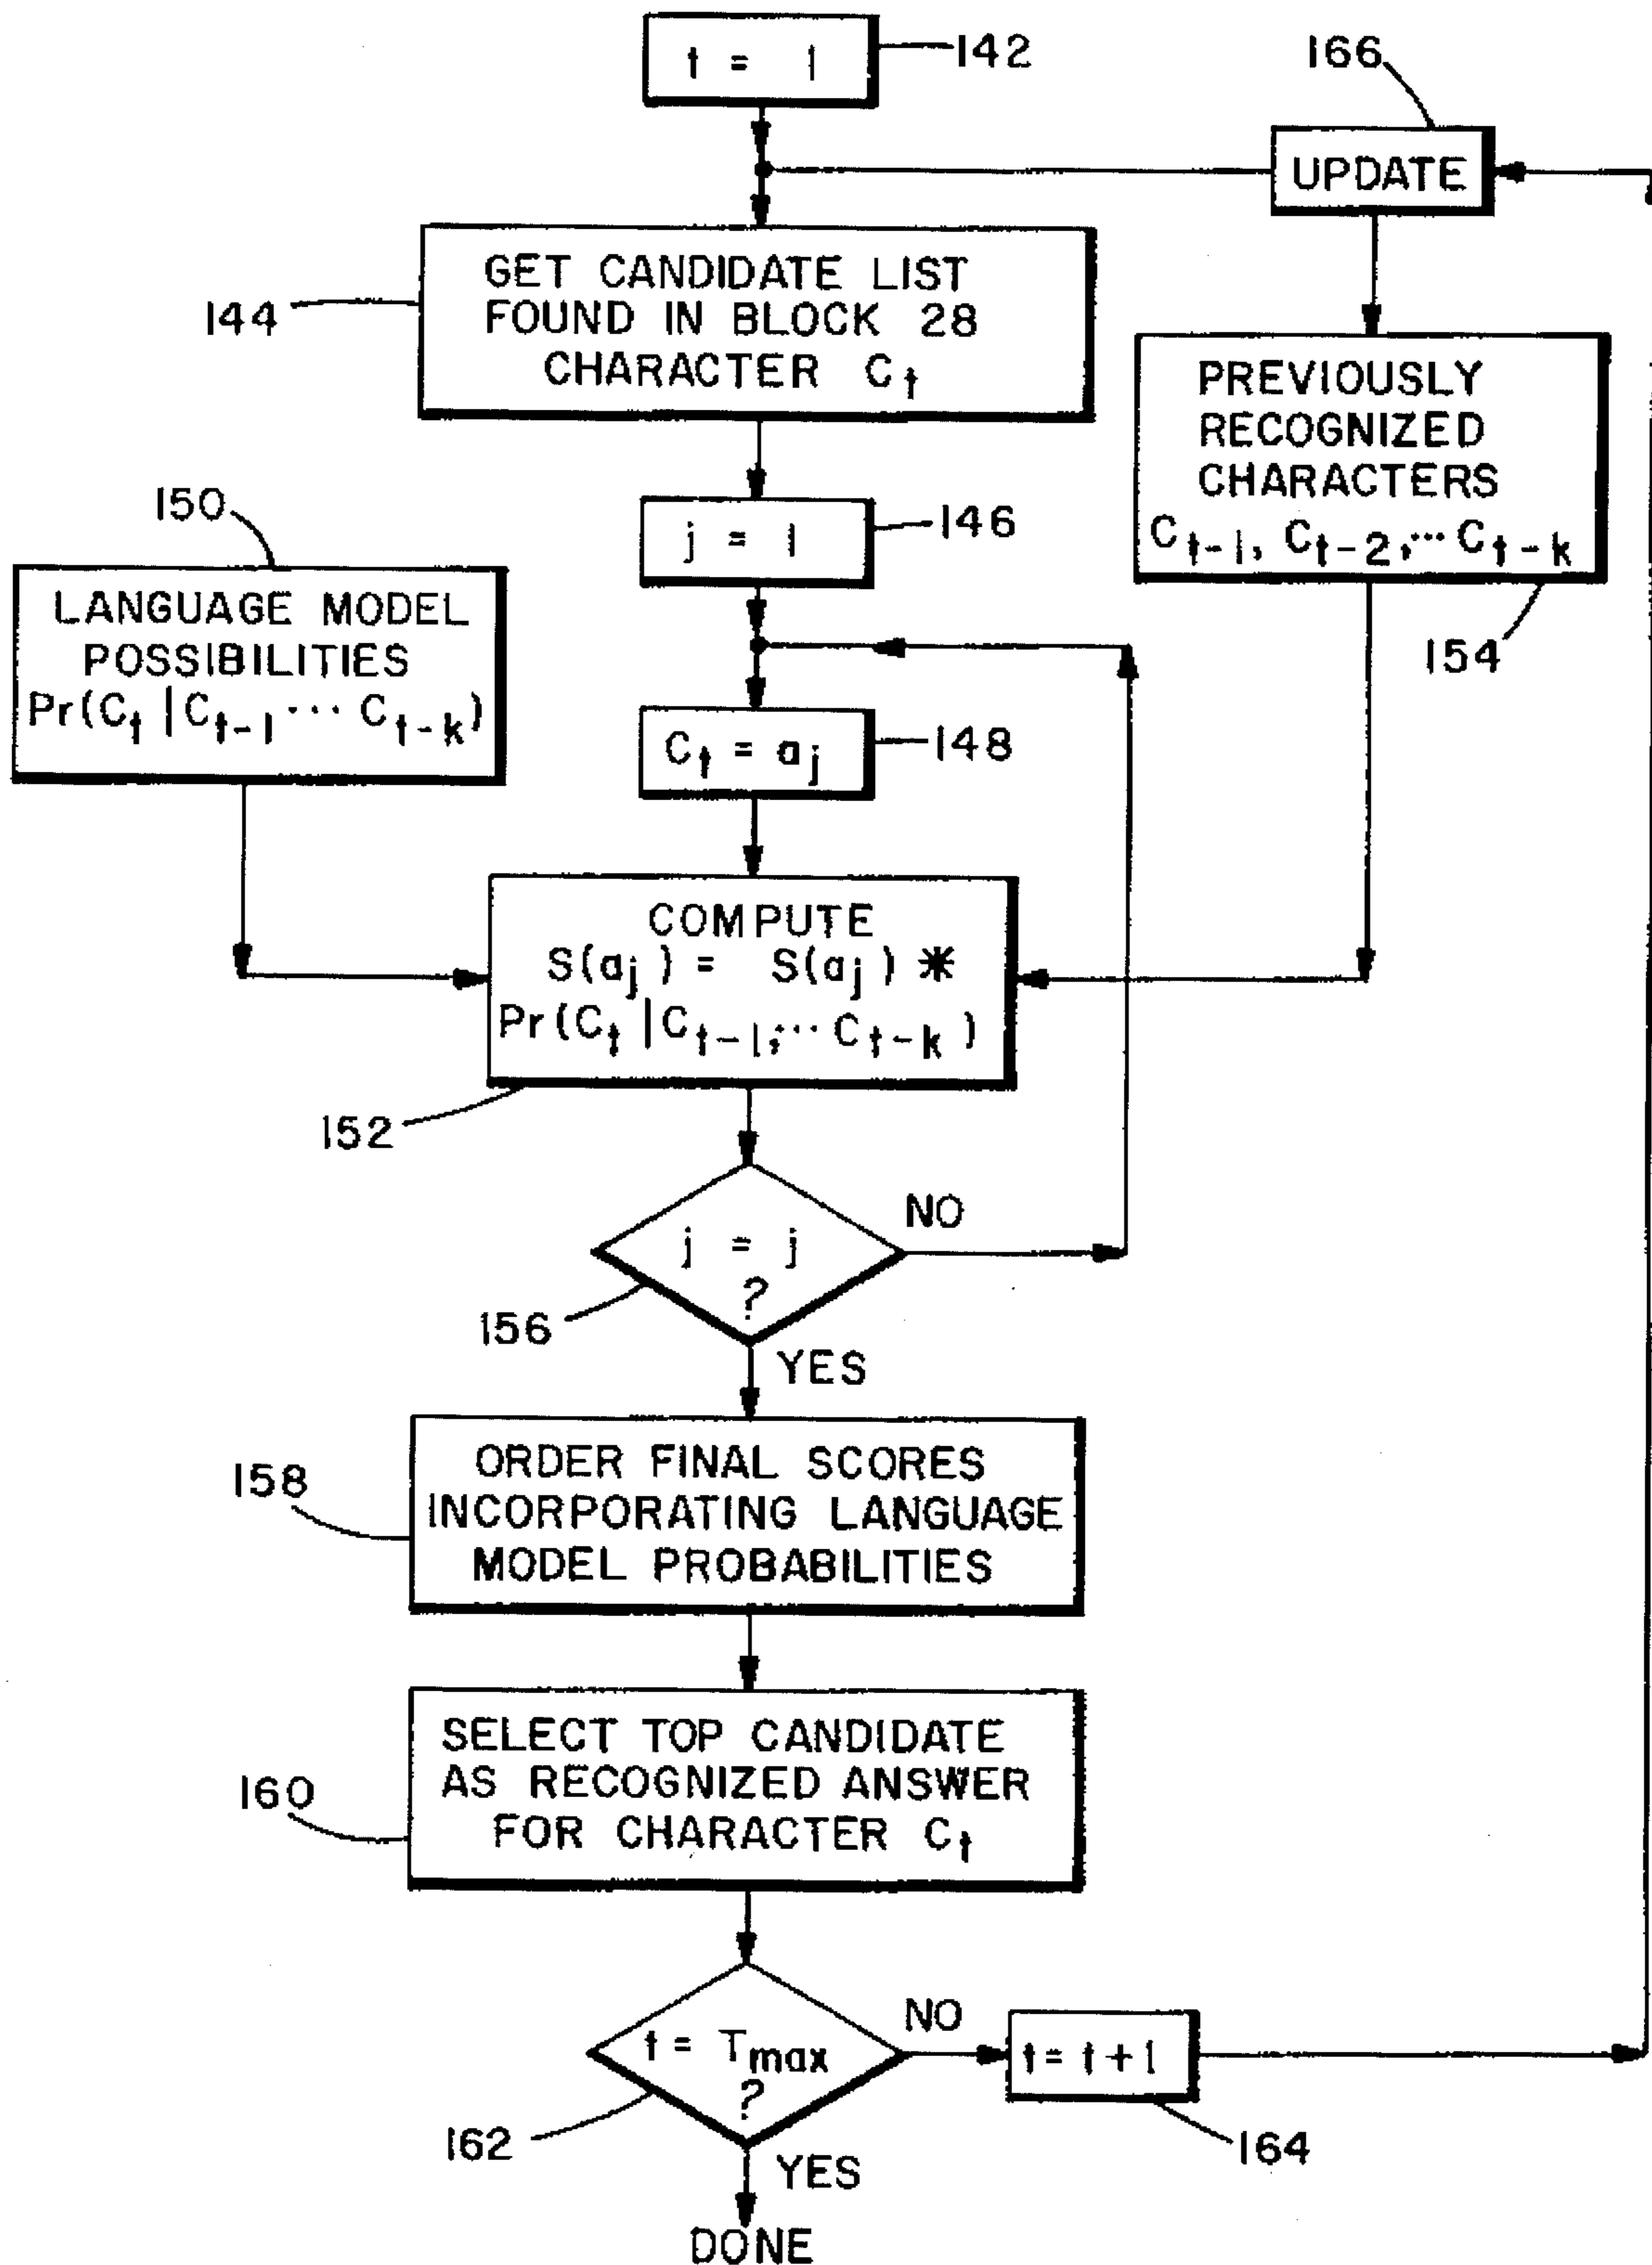 t = 1
142
166
UPDATE
GET CANDIDATE LIST
FOUND IN BLOCK 28
CHARACTER Ct
144
PREVIOUSLY
RECOGNIZED
CHARACTERS
Ct-1, Ct-2,... Ct-k
154
j = 1
146
150
LANGUAGE MODEL
POSSIBILITIES
Pr(Ct |Ct-1 ... Ct-k)
Ct = aj
148
COMPUTE
S(aj) = S(aj) *
Pr(Ct |Ct-1,... Ct-k)
152
j = j
?
NO
156
YES
ORDER FINAL SCORES
INCORPORATING LANGUAGE
MODEL PROBABILITIES
158
SELECT TOP CANDIDATE
AS RECOGNIZED ANSWER
FOR CHARACTER Ct
160
t = Tmax
?
NO
t = t + 1
162
164
YES
DONE